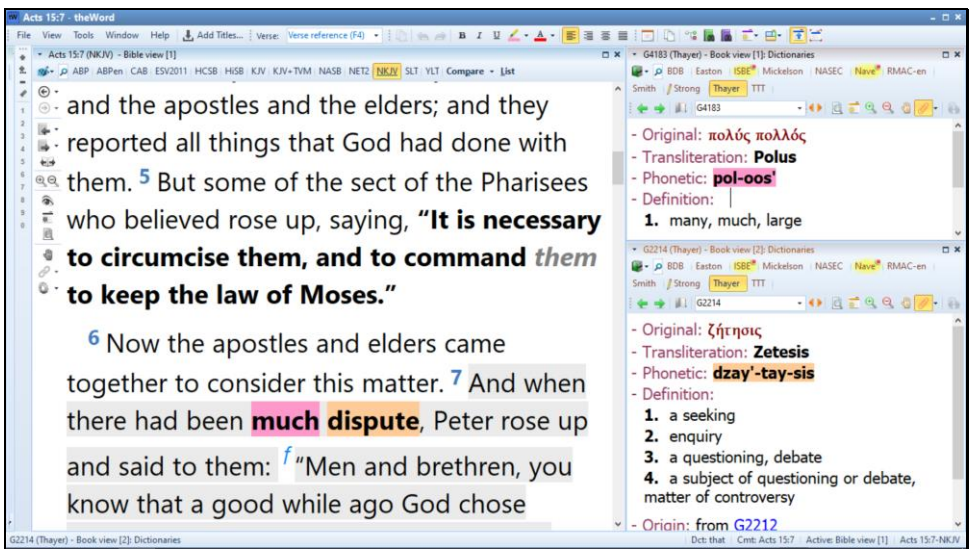 Acts 15:7 - theWord
File View Tools Window Help Add Titles... Verse: Verse reference (F4) B I U A
Acts 15:7 (NKJV) - Bible view [1]
ABP ABPen CAB ESV2011 HCSB HiSB KJV KJV+TVM NASB NET2 NKJV SLT YLT Compare List
and the apostles and the elders; and they
reported all things that God had done with
them. 5 But some of the sect of the Pharisees
who believed rose up, saying, “It is necessary
to circumcise them, and to command them
to keep the law of Moses.”
6 Now the apostles and elders came
together to consider this matter. 7 And when
there had been much dispute, Peter rose up
and said to them: f “Men and brethren, you
know that a good while ago God chose
1
2
3
4
5
6
7
8
9
G4183 (Thayer) - Book view [1]: Dictionaries
BDB Easton ISBE Mickelson NASEC Nave RMAC-en
Smith Strong Thayer TTT
G4183
- Original: πολύς πολλός
- Transliteration: Polus
- Phonetic: pol-oos'
- Definition:
1. many, much, large
G2214 (Thayer) - Book view [2]: Dictionaries
BDB Easton ISBE Mickelson NASEC Nave RMAC-en
Smith Strong Thayer TTT
G2214
- Original: ζήτησις
- Transliteration: Zetesis
- Phonetic: dzay'-tay-sis
- Definition:
1. a seeking
2. enquiry
3. a questioning, debate
4. a subject of questioning or debate,
matter of controversy
- Origin: from G2212
G2214 (Thayer) - Book view [2]: Dictionaries Dct: that Cmt: Acts 15:7 Active: Bible view [1] Acts 15:7-NKJV